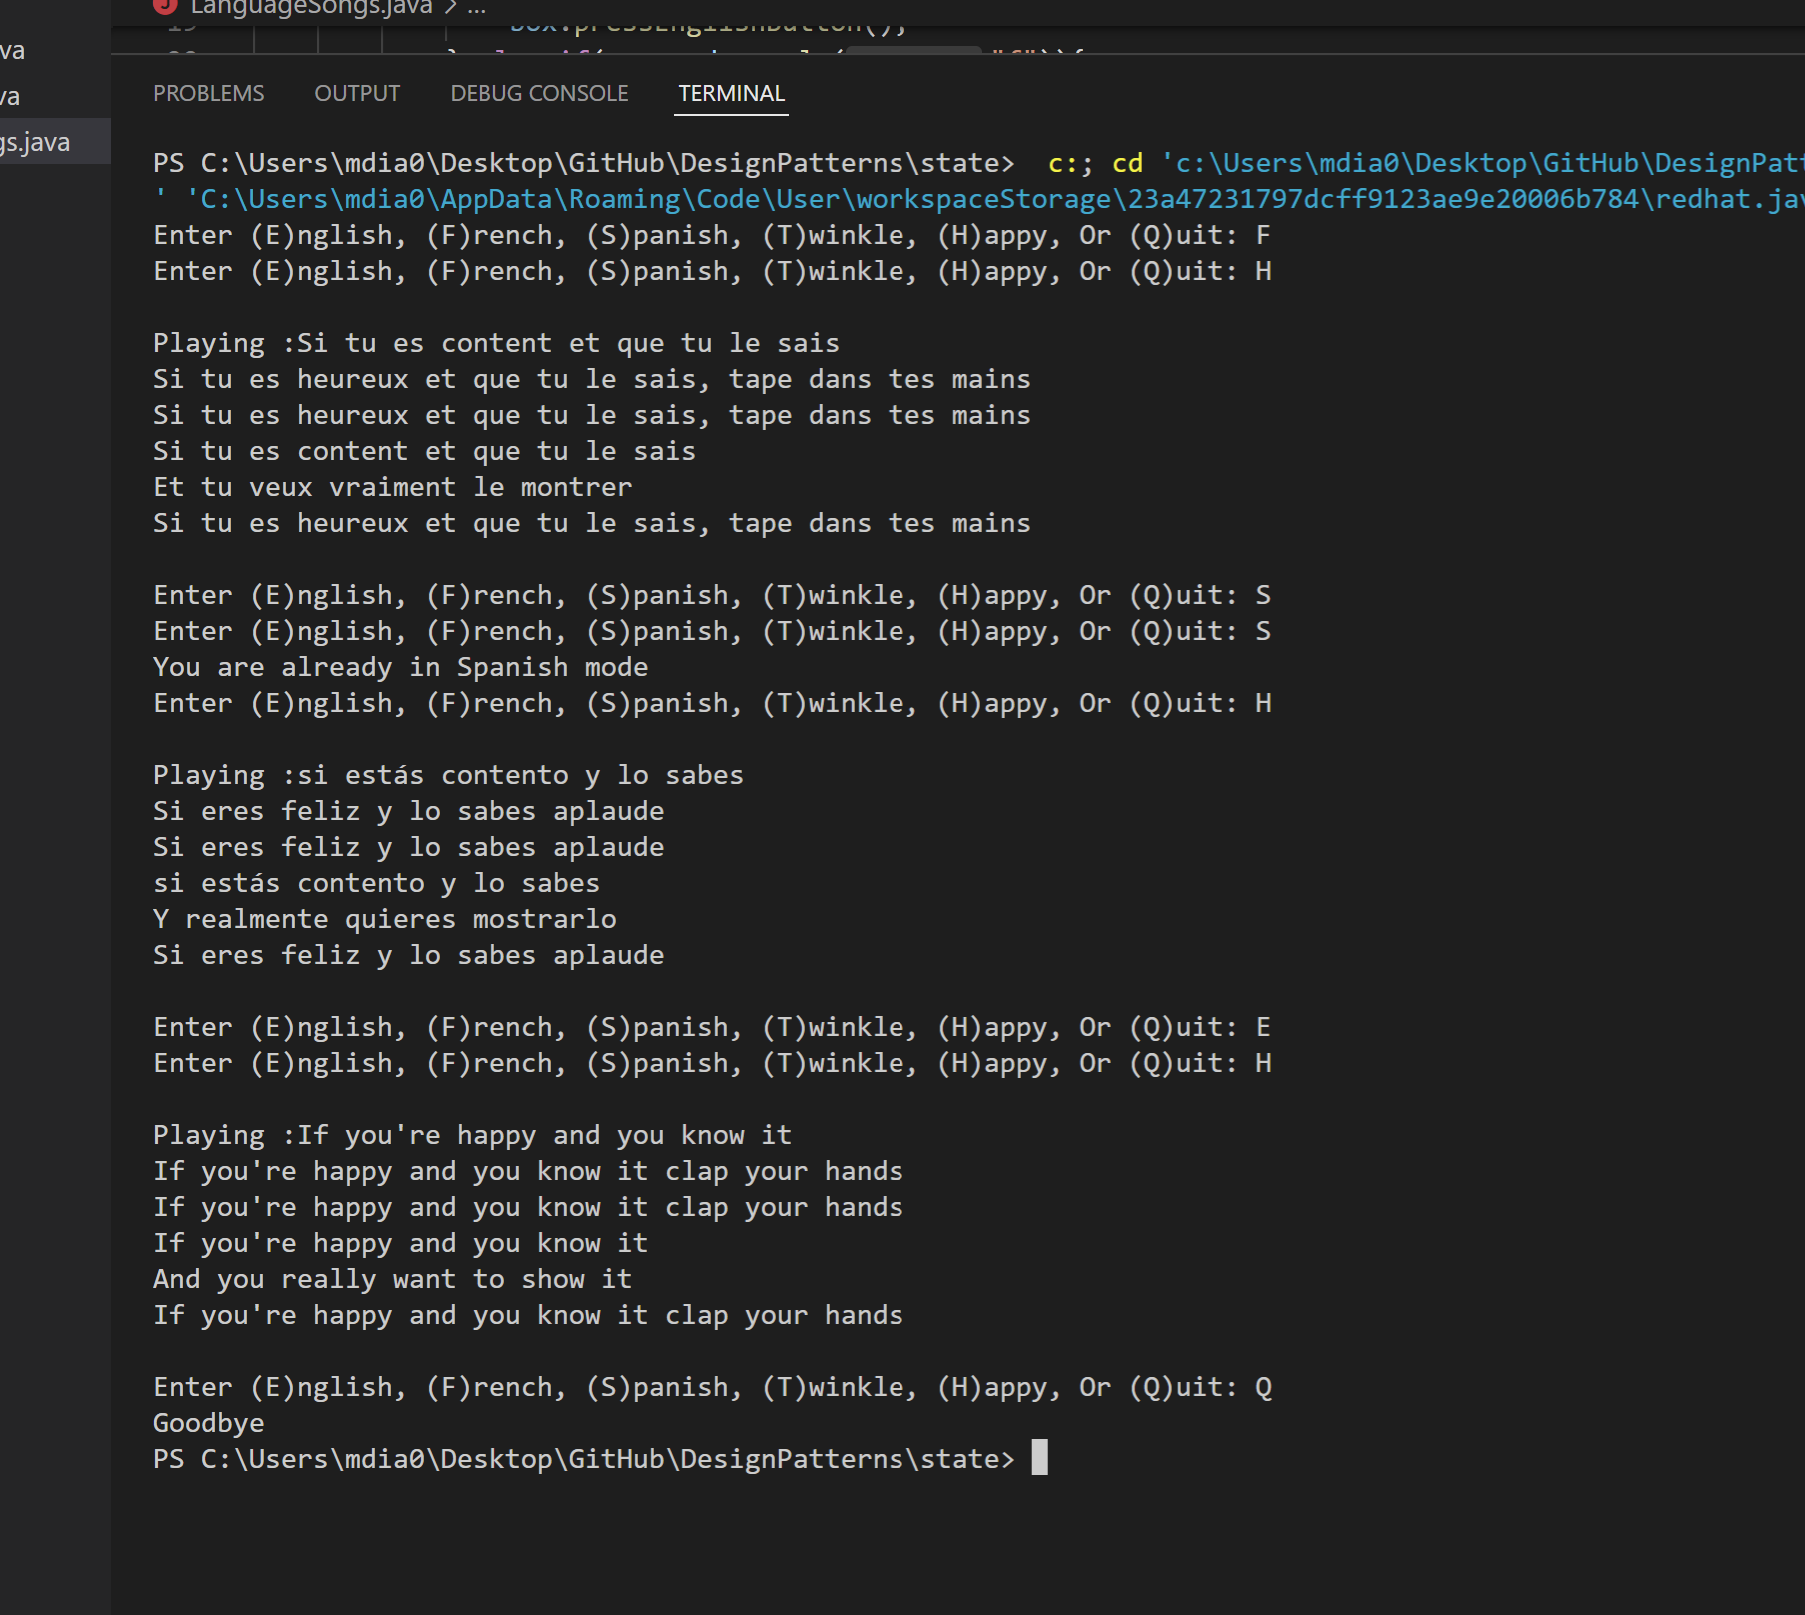 LanguageSongs.java > ...
va
19 box.pressEnglishButton();
va
gs.java
PROBLEMS OUTPUT DEBUG CONSOLE TERMINAL
PS C:\Users\mdia0\Desktop\GitHub\DesignPatterns\state>  c:; cd 'c:\Users\mdia0\Desktop\GitHub\DesignPatt
' 'C:\Users\mdia0\AppData\Roaming\Code\User\workspaceStorage\23a47231797dcff9123ae9e20006b784\redhat.jav
Enter (E)nglish, (F)rench, (S)panish, (T)winkle, (H)appy, Or (Q)uit: F
Enter (E)nglish, (F)rench, (S)panish, (T)winkle, (H)appy, Or (Q)uit: H
Playing :Si tu es content et que tu le sais
Si tu es heureux et que tu le sais, tape dans tes mains
Si tu es heureux et que tu le sais, tape dans tes mains
Si tu es content et que tu le sais
Et tu veux vraiment le montrer
Si tu es heureux et que tu le sais, tape dans tes mains
Enter (E)nglish, (F)rench, (S)panish, (T)winkle, (H)appy, Or (Q)uit: S
Enter (E)nglish, (F)rench, (S)panish, (T)winkle, (H)appy, Or (Q)uit: S
You are already in Spanish mode
Enter (E)nglish, (F)rench, (S)panish, (T)winkle, (H)appy, Or (Q)uit: H
Playing :si estás contento y lo sabes
Si eres feliz y lo sabes aplaude
Si eres feliz y lo sabes aplaude
si estás contento y lo sabes
Y realmente quieres mostrarlo
Si eres feliz y lo sabes aplaude
Enter (E)nglish, (F)rench, (S)panish, (T)winkle, (H)appy, Or (Q)uit: E
Enter (E)nglish, (F)rench, (S)panish, (T)winkle, (H)appy, Or (Q)uit: H
Playing :If you're happy and you know it
If you're happy and you know it clap your hands
If you're happy and you know it clap your hands
If you're happy and you know it
And you really want to show it
If you're happy and you know it clap your hands
Enter (E)nglish, (F)rench, (S)panish, (T)winkle, (H)appy, Or (Q)uit: Q
Goodbye
PS C:\Users\mdia0\Desktop\GitHub\DesignPatterns\state>